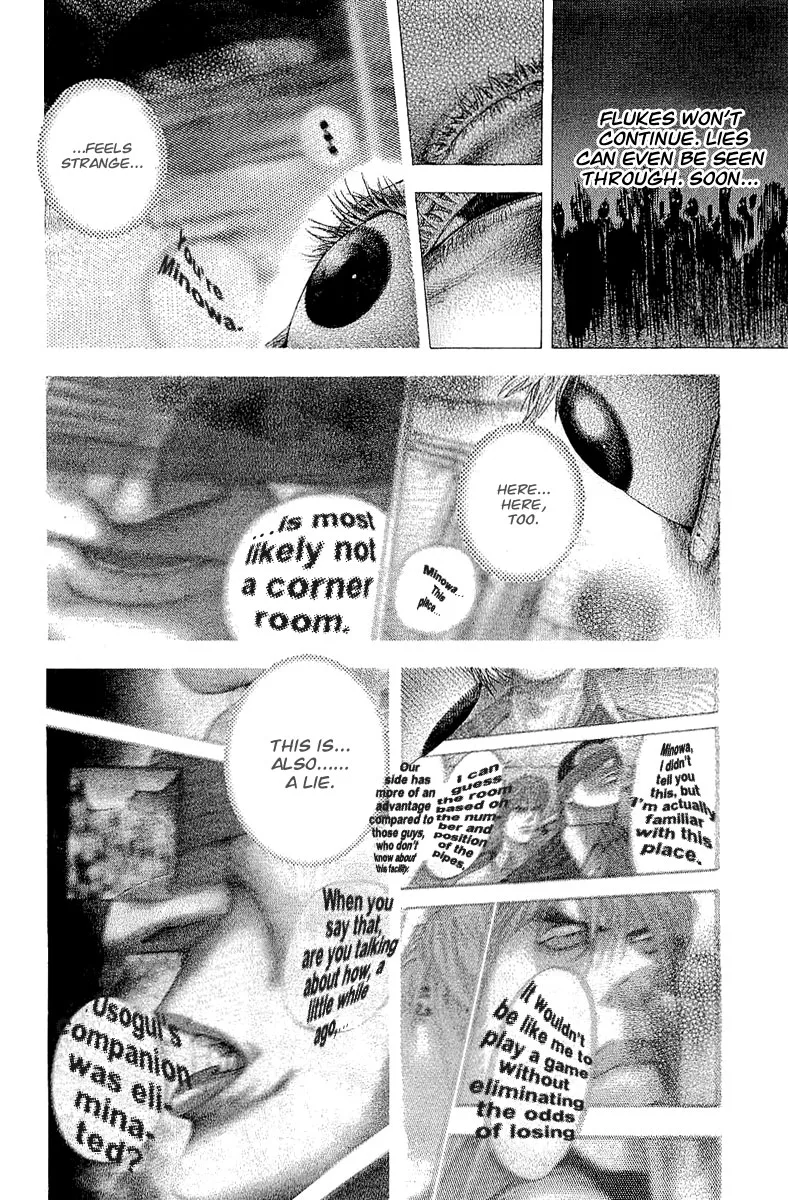 FLUKES WON'T
CONTINUE. LIES
CAN EVEN BE SEEN
THROUGH. SOON...
...
...FEELS
STRANGE...
You're
Minowa.
HERE...
HERE,
TOO.
Minowa...
This
place...
...is most
likely not
a corner
room.
Minowa,
I didn't
tell you
this, but
I'm actually
familiar
with this
place.
I can
guess
the room
based on
the num-
ber and
position
of the
pipes.
Our
side has
more of an
advantage
compared to
those guys,
who don't
know about
this facility.
It wouldn't
be like me to
play a game
without
eliminating
the odds
of losing
THIS IS...
ALSO......
A LIE.
When you
say that,
are you talking
about how, a
little while
ago,...
Usogui's
companion
was eli-
mina-
ted?